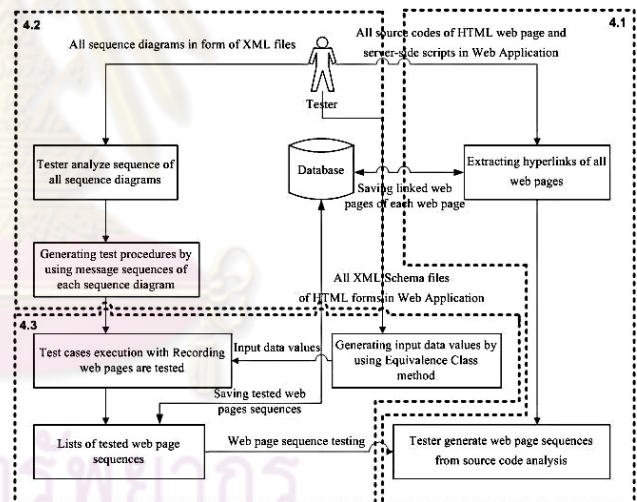 4.2
4.1
All sequence diagrams in form of XML files
All source codes of HTML web page and
server-side scripts in Web Application
Tester
Tester analyze sequence of
all sequence diagrams
Database
Extracting hyperlinks of all
web pages
Saving linked web
pages of each web page
Generating test procedures by
using message sequences of
each sequence diagram
All XML Schema files
of HTML forms in Web Application
4.3
Test cases execution with Recording
web pages are tested
Input data values
Generating input data values by
using Equivalence Class
method
Saving tested web
pages sequences
Lists of tested web page
sequences
Web page sequence testing
Tester generate web page sequences
from source code analysis